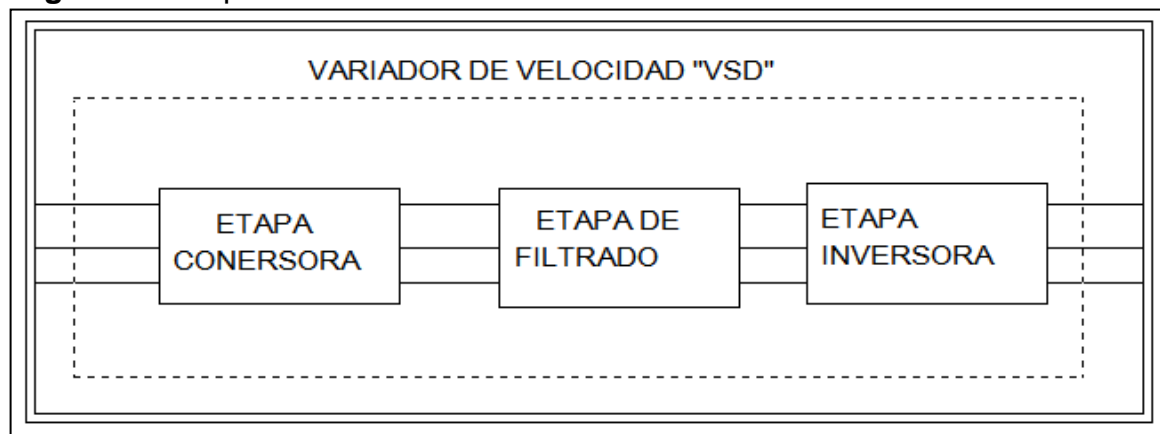 VARIADOR DE VELOCIDAD "VSD"
ETAPA
CONERSORA
ETAPA DE
FILTRADO
ETAPA
INVERSORA